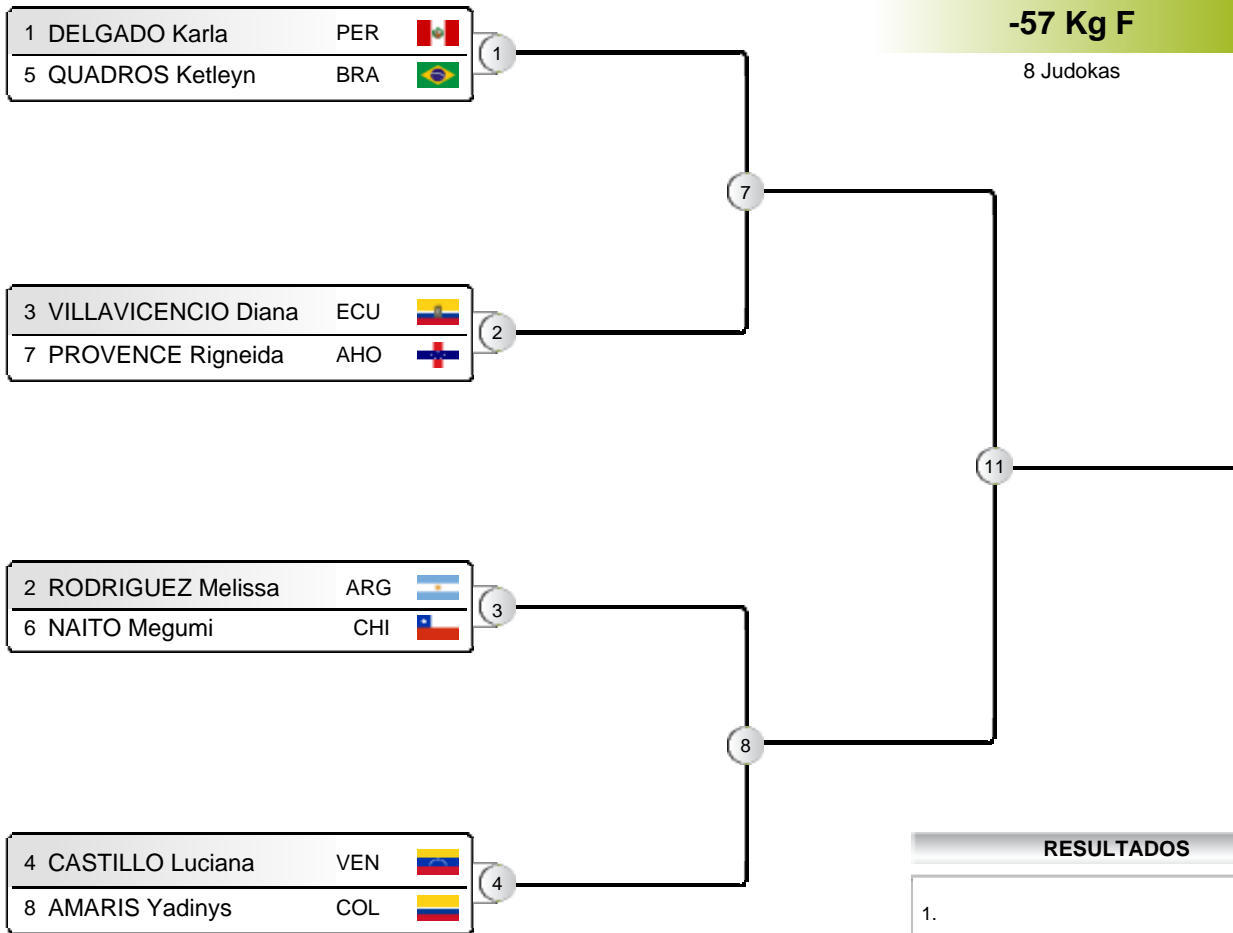 -57 Kg F
8 Judokas
1 DELGADO Karla PER
5 QUADROS Ketleyn BRA
1
7
3 VILLAVICENCIO Diana ECU
7 PROVENCE Rigneida AHO
2
11
2 RODRIGUEZ Melissa ARG
6 NAITO Megumi CHI
3
8
4 CASTILLO Luciana VEN
8 AMARIS Yadinys COL
4
RESULTADOS
1.